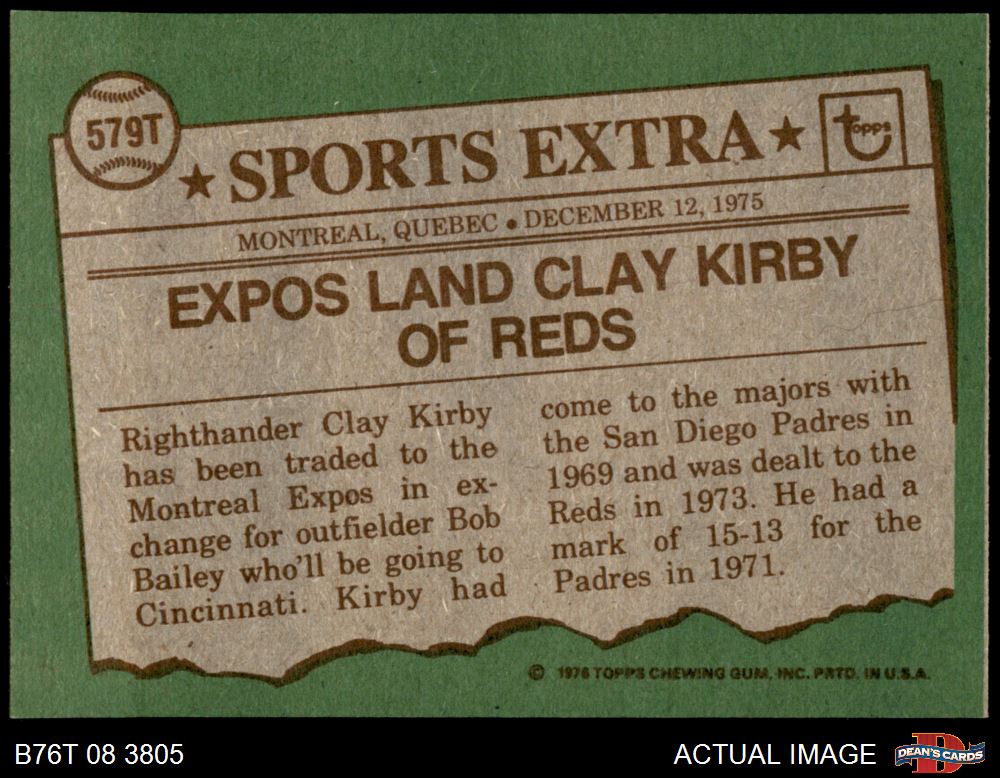 579T
★ SPORTS EXTRA ★
Topps
MONTREAL, QUEBEC • DECEMBER 12, 1975
EXPOS LAND CLAY KIRBY
OF REDS
Righthander Clay Kirby
has been traded to the
Montreal Expos in ex-
change for outfielder Bob
Bailey who'll be going to
Cincinnati. Kirby had
come to the majors with
the San Diego Padres in
1969 and was dealt to the
Reds in 1973. He had a
mark of 15-13 for the
Padres in 1971.
© 1976 TOPPS CHEWING GUM, INC. PRTD. IN U.S.A.
B76T 08 3805
ACTUAL IMAGE
DEAN'S CARDS